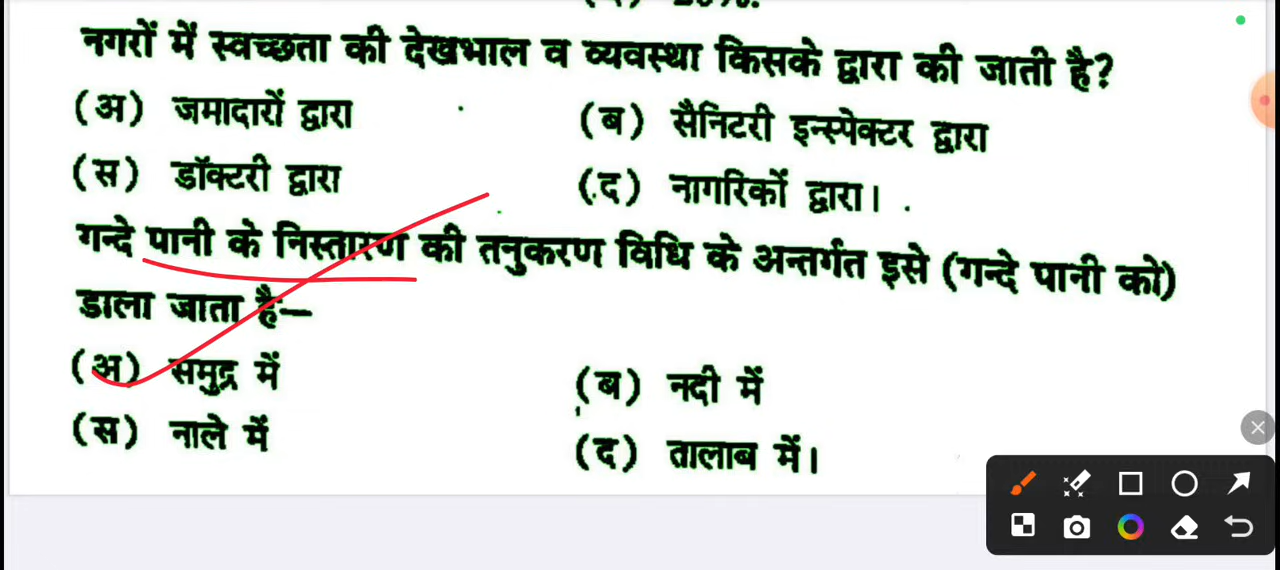 नगरों में स्वच्छता की देखभाल व व्यवस्था किसके द्वारा की जाती है?
(अ) जमादारों द्वारा (ब) सैनिटरी इन्स्पेक्टर द्वारा
(स) डॉक्टरी द्वारा (द) नागरिकों द्वारा।
गन्दे पानी के निस्तारण की तनुकरण विधि के अन्तर्गत इसे (गन्दे पानी को)
डाला जाता है—
(अ) समुद्र में (ब) नदी में
(स) नाले में (द) तालाब में।